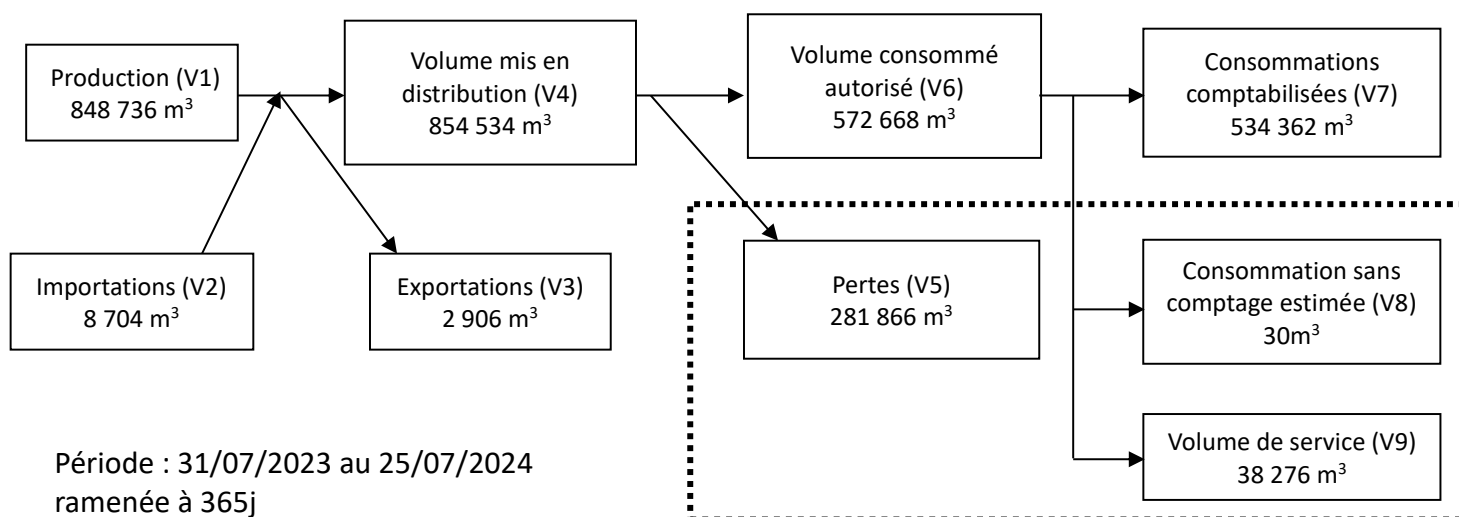 Production (V1)
848 736 m³
Volume mis en
distribution (V4)
854 534 m³
Volume consommé
autorisé (V6)
572 668 m³
Consommations
comptabilisées (V7)
534 362 m³
Importations (V2)
8 704 m³
Exportations (V3)
2 906 m³
Pertes (V5)
281 866 m³
Consommation sans
comptage estimée (V8)
30m³
Volume de service (V9)
38 276 m³
Période : 31/07/2023 au 25/07/2024
ramenée à 365j